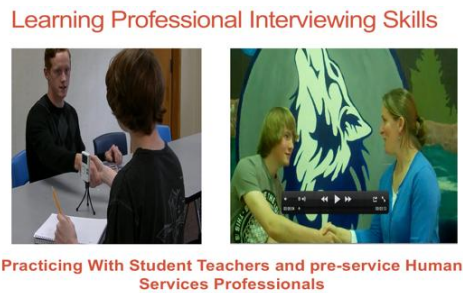 Learning Professional Interviewing Skills
Practicing With Student Teachers and pre-service Human
Services Professionals